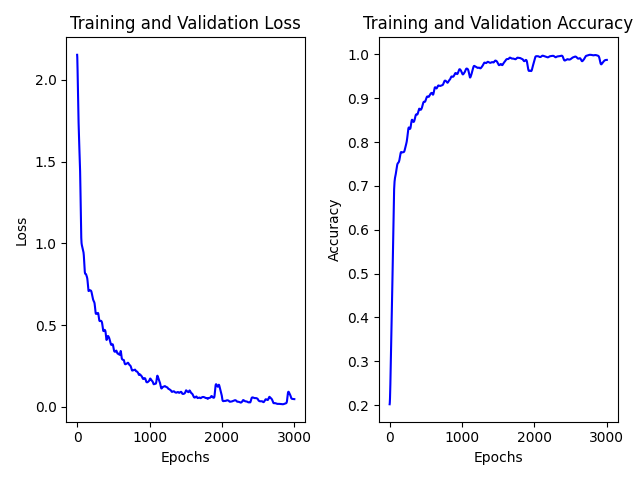 Training and Validation Loss
Loss
2.0
1.5
1.0
0.5
0.0
0 1000 2000 3000
Epochs
Training and Validation Accuracy
Accuracy
1.0
0.9
0.8
0.7
0.6
0.5
0.4
0.3
0.2
0 1000 2000 3000
Epochs